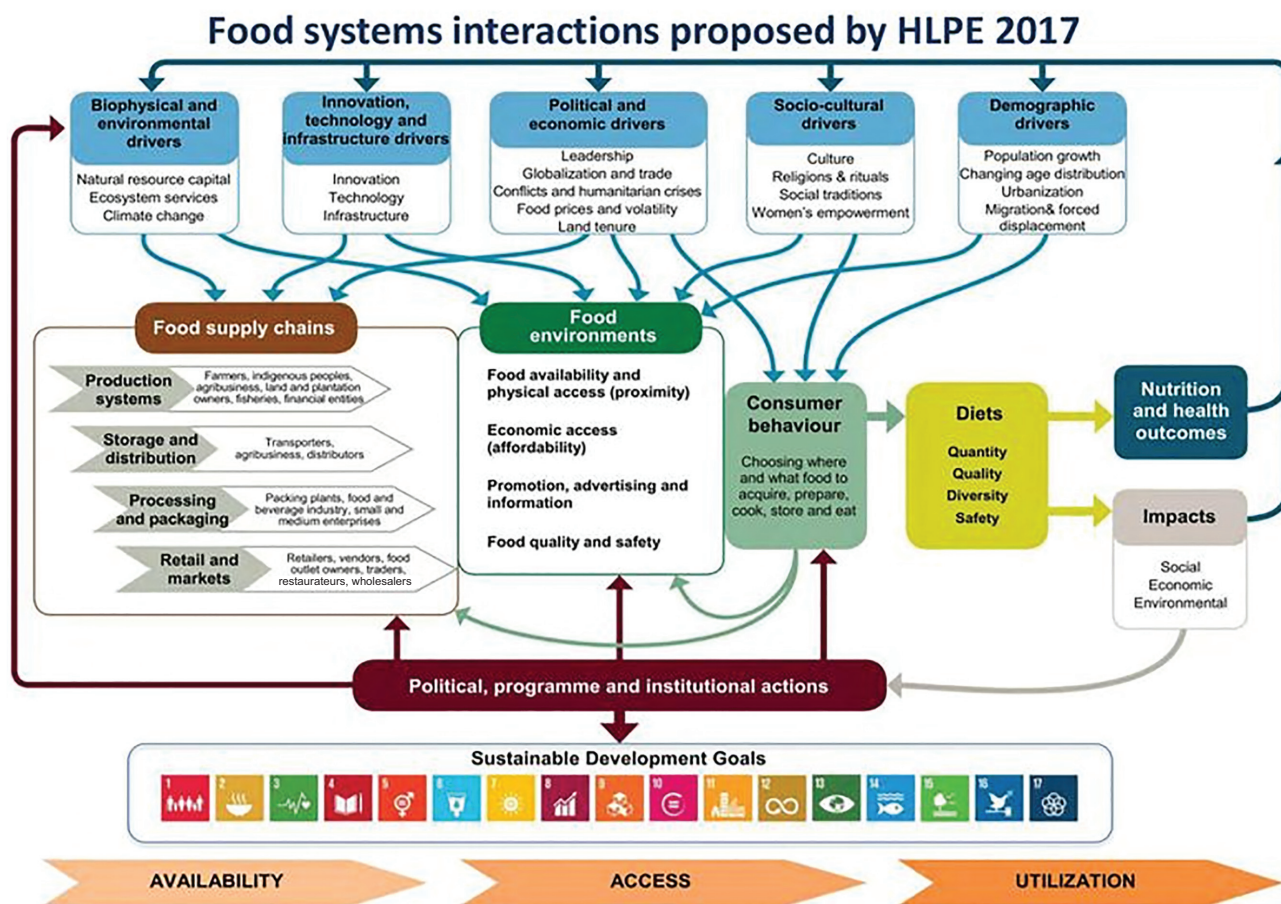 Food systems interactions proposed by HLPE 2017
Biophysical and
environmental
drivers
Natural resource capital
Ecosystem services
Climate change
Innovation,
technology and
infrastructure drivers
Innovation
Technology
Infrastructure
Political and
economic drivers
Leadership
Globalization and trade
Conflicts and humanitarian crises
Food prices and volatility
Land tenure
Socio-cultural
drivers
Culture
Religions & rituals
Social traditions
Women's empowerment
Demographic
drivers
Population growth
Changing age distribution
Urbanization
Migration& forced
displacement
Food supply chains
Production
systems
Farmers, indigenous peoples,
agribusiness, land and plantation
owners, fisheries, financial entities
Storage and
distribution
Transporters,
agribusiness, distributors
Processing
and packaging
Packing plants, food and
beverage industry, small and
medium enterprises
Retail and
markets
Retailers, vendors, food
outlet owners, traders,
restaurateurs, wholesalers
Food
environments
Food availability and
physical access (proximity)
Economic access
(affordability)
Promotion, advertising and
information
Food quality and safety
Consumer
behaviour
Choosing where
and what food to
acquire, prepare,
cook, store and eat
Diets
Quantity
Quality
Diversity
Safety
Nutrition
and health
outcomes
Impacts
Social
Economic
Environmental
Political, programme and institutional actions
Sustainable Development Goals
1 2 3 4 5 6 7 8 9 10 11 12 13 14 15 16 17
AVAILABILITY
ACCESS
UTILIZATION